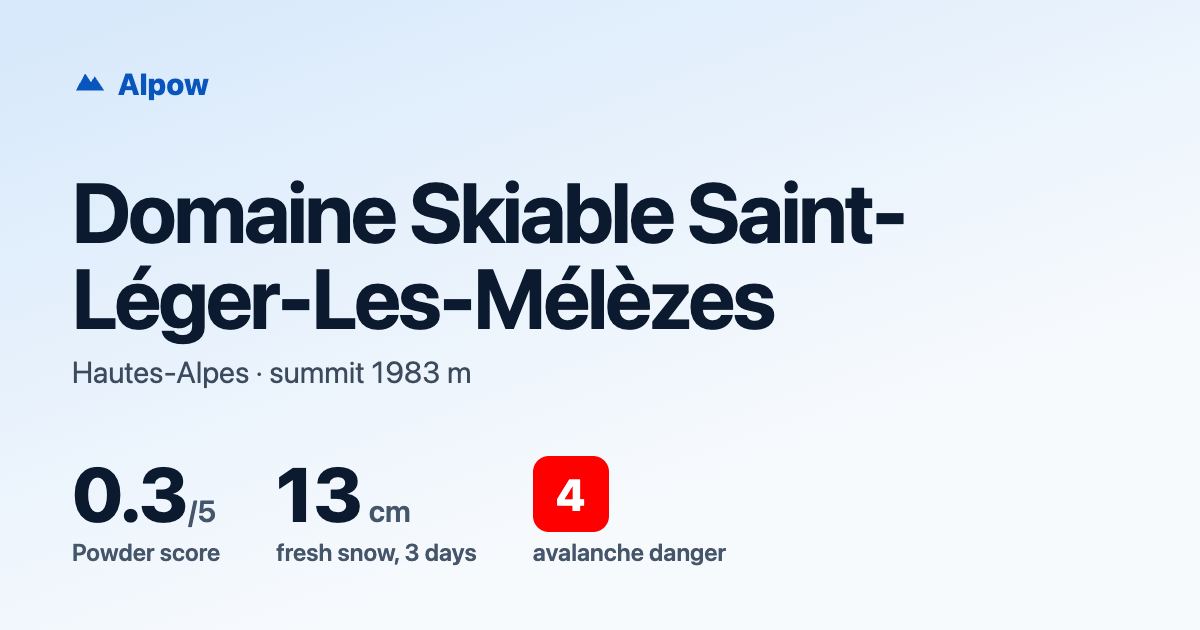 Alpow
Domaine Skiable Saint-
Léger-Les-Mélèzes
Hautes-Alpes · summit 1983 m
0.3/5 13 cm 4
Powder score fresh snow, 3 days avalanche danger